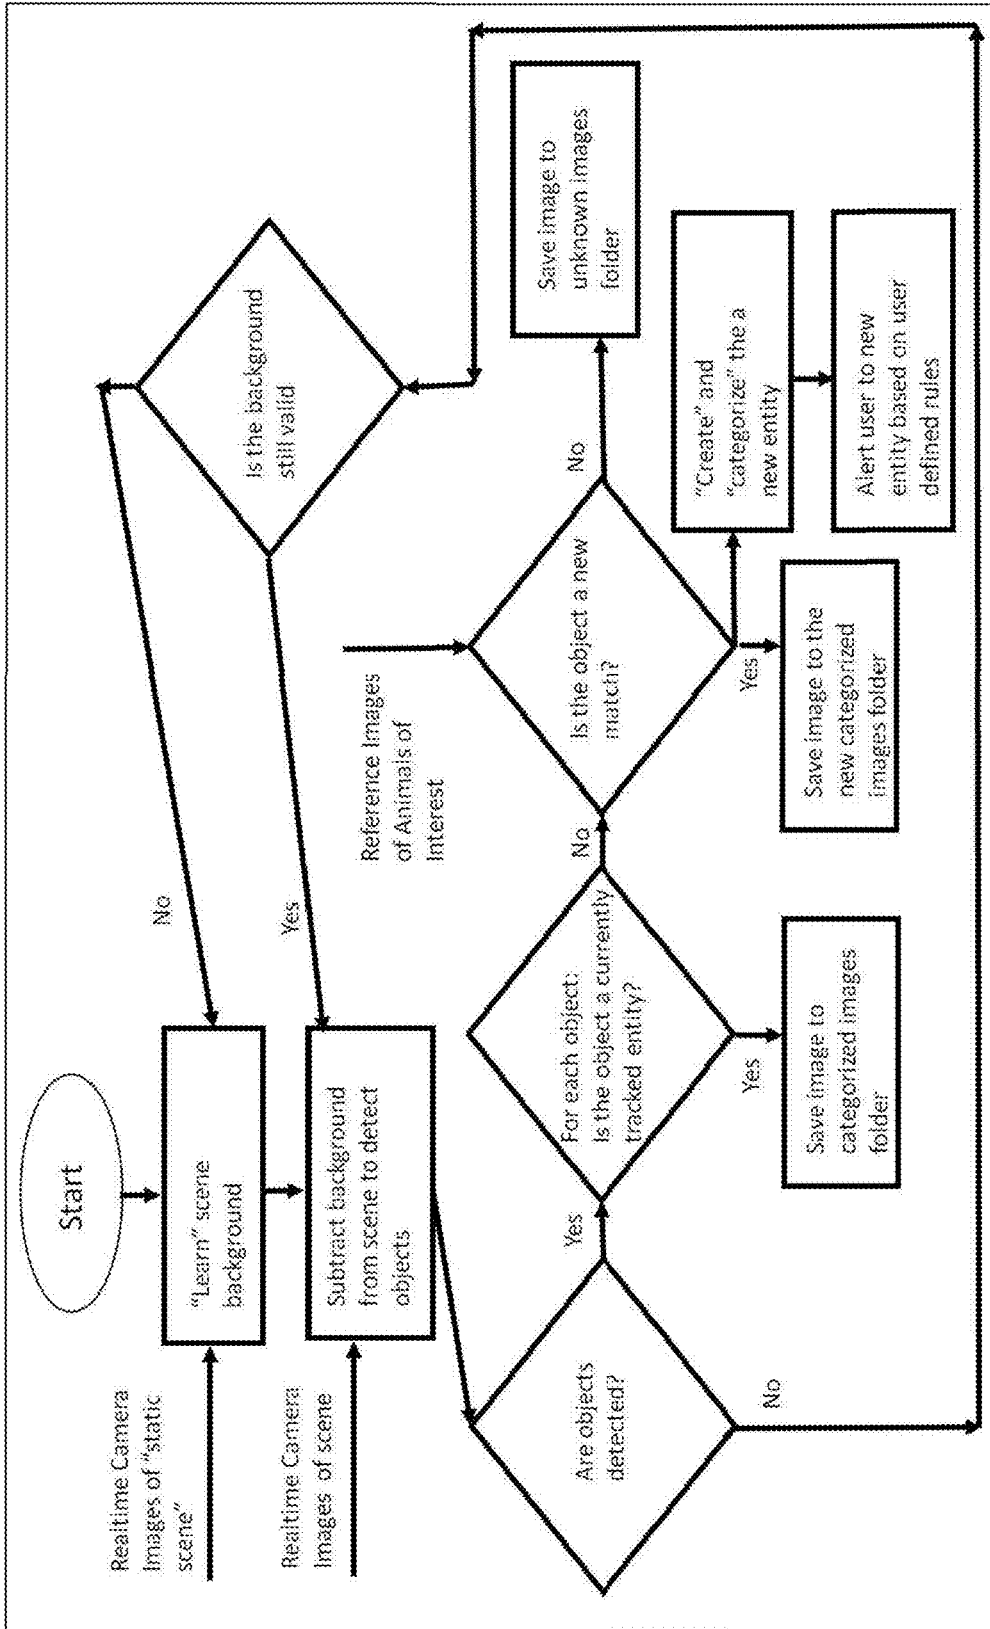 Start
Realtime Camera
Images of "static
scene"
"Learn" scene
background
No
Is the background
still valid
Realtime Camera
Images of scene
Subtract background
from scene to detect
objects
Yes
Reference Images
of Animals of
Interest
Are objects
detected?
Yes
For each object:
Is the object a currently
tracked entity?
No
Is the object a new
match?
No
Save image to
unknown images
folder
No
Yes
Save image to
categorized images
folder
Yes
Save image to the
new categorized
images folder
"Create" and
"categorize" the a
new entity
Alert user to new
entity based on user
defined rules